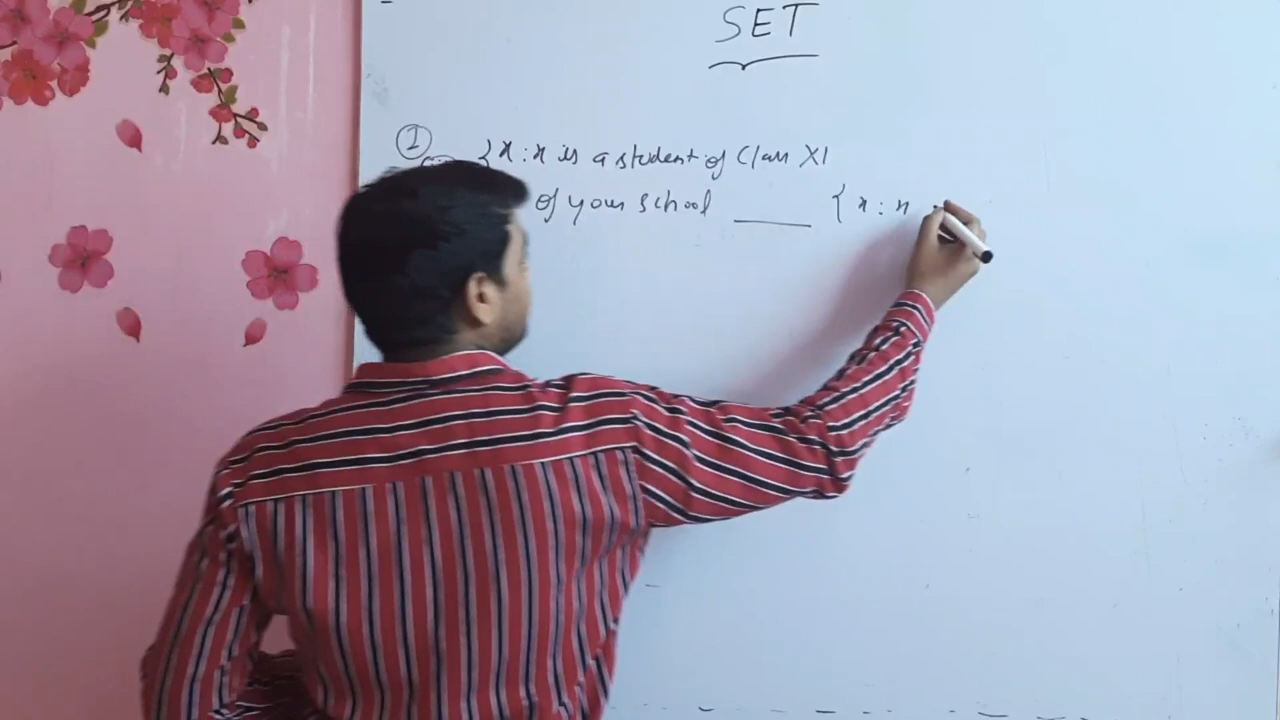 SET
① {x : x is a student of Class XI
of your school ____ { x : x